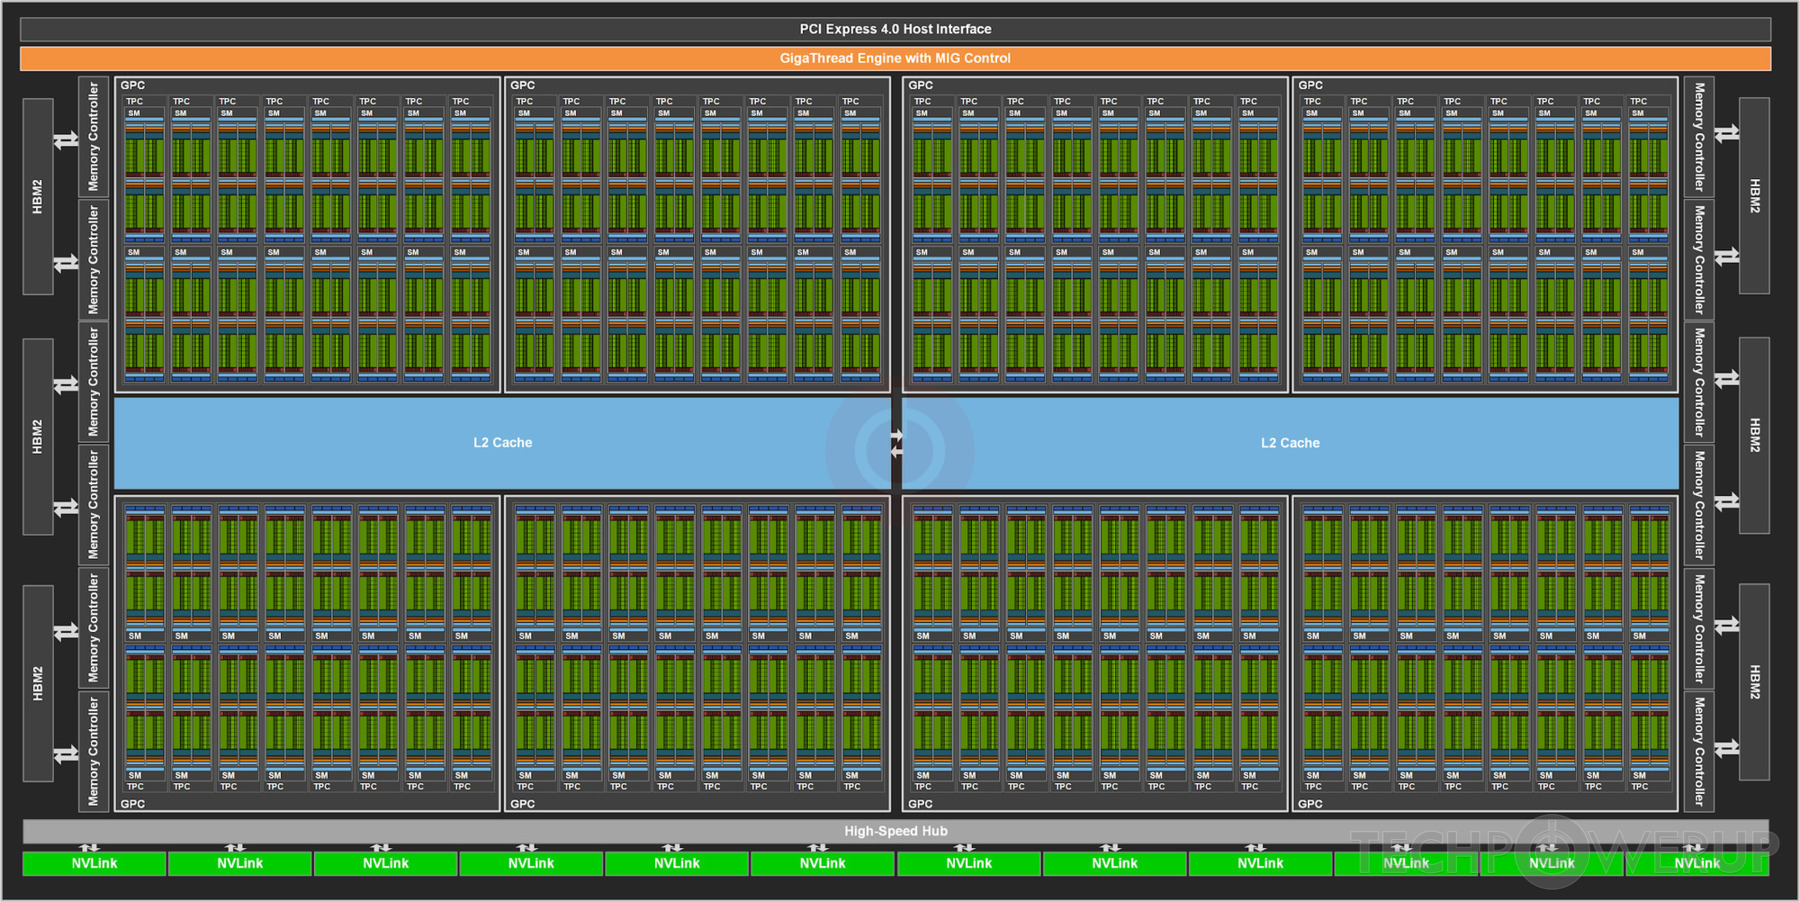 PCI Express 4.0 Host Interface
GigaThread Engine with MIG Control
HBM2
HBM2
HBM2
Memory Controller
Memory Controller
Memory Controller
Memory Controller
Memory Controller
Memory Controller
GPC GPC GPC GPC
TPC TPC TPC TPC TPC TPC TPC TPC TPC TPC TPC TPC TPC TPC TPC TPC TPC TPC TPC TPC TPC TPC TPC TPC TPC TPC TPC TPC TPC TPC TPC TPC
SM SM SM SM SM SM SM SM SM SM SM SM SM SM SM SM SM SM SM SM SM SM SM SM SM SM SM SM SM SM SM SM
SM SM SM SM SM SM SM SM SM SM SM SM SM SM SM SM SM SM SM SM SM SM SM SM SM SM SM SM SM SM SM SM
L2 Cache L2 Cache
SM SM SM SM SM SM SM SM SM SM SM SM SM SM SM SM SM SM SM SM SM SM SM SM SM SM SM SM SM SM SM SM
SM SM SM SM SM SM SM SM SM SM SM SM SM SM SM SM SM SM SM SM SM SM SM SM SM SM SM SM SM SM SM SM
TPC TPC TPC TPC TPC TPC TPC TPC TPC TPC TPC TPC TPC TPC TPC TPC TPC TPC TPC TPC TPC TPC TPC TPC TPC TPC TPC TPC TPC TPC TPC TPC
GPC GPC GPC GPC
Memory Controller
Memory Controller
Memory Controller
Memory Controller
Memory Controller
Memory Controller
HBM2
HBM2
HBM2
High-Speed Hub
NVLink NVLink NVLink NVLink NVLink NVLink NVLink NVLink NVLink NVLink NVLink NVLink
TECHPOWERUP